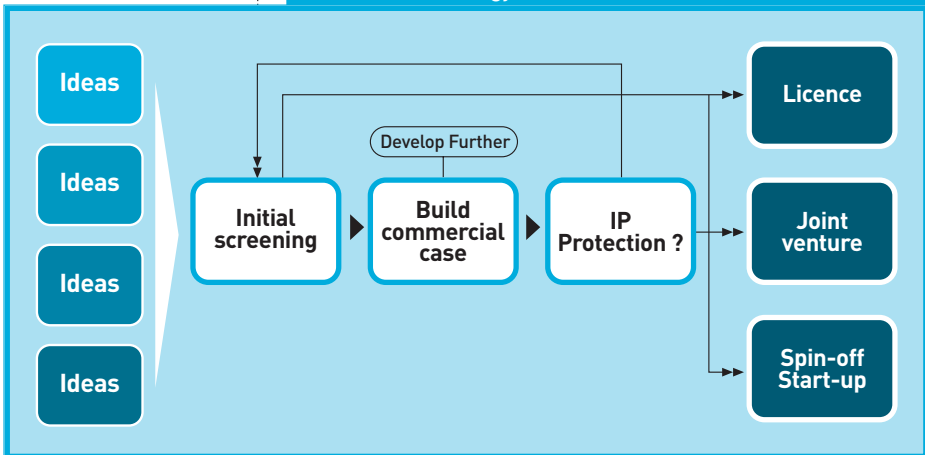 Ideas
Ideas
Ideas
Ideas
Develop Further
Initial
screening
Build
commercial
case
IP
Protection ?
Licence
Joint
venture
Spin-off
Start-up